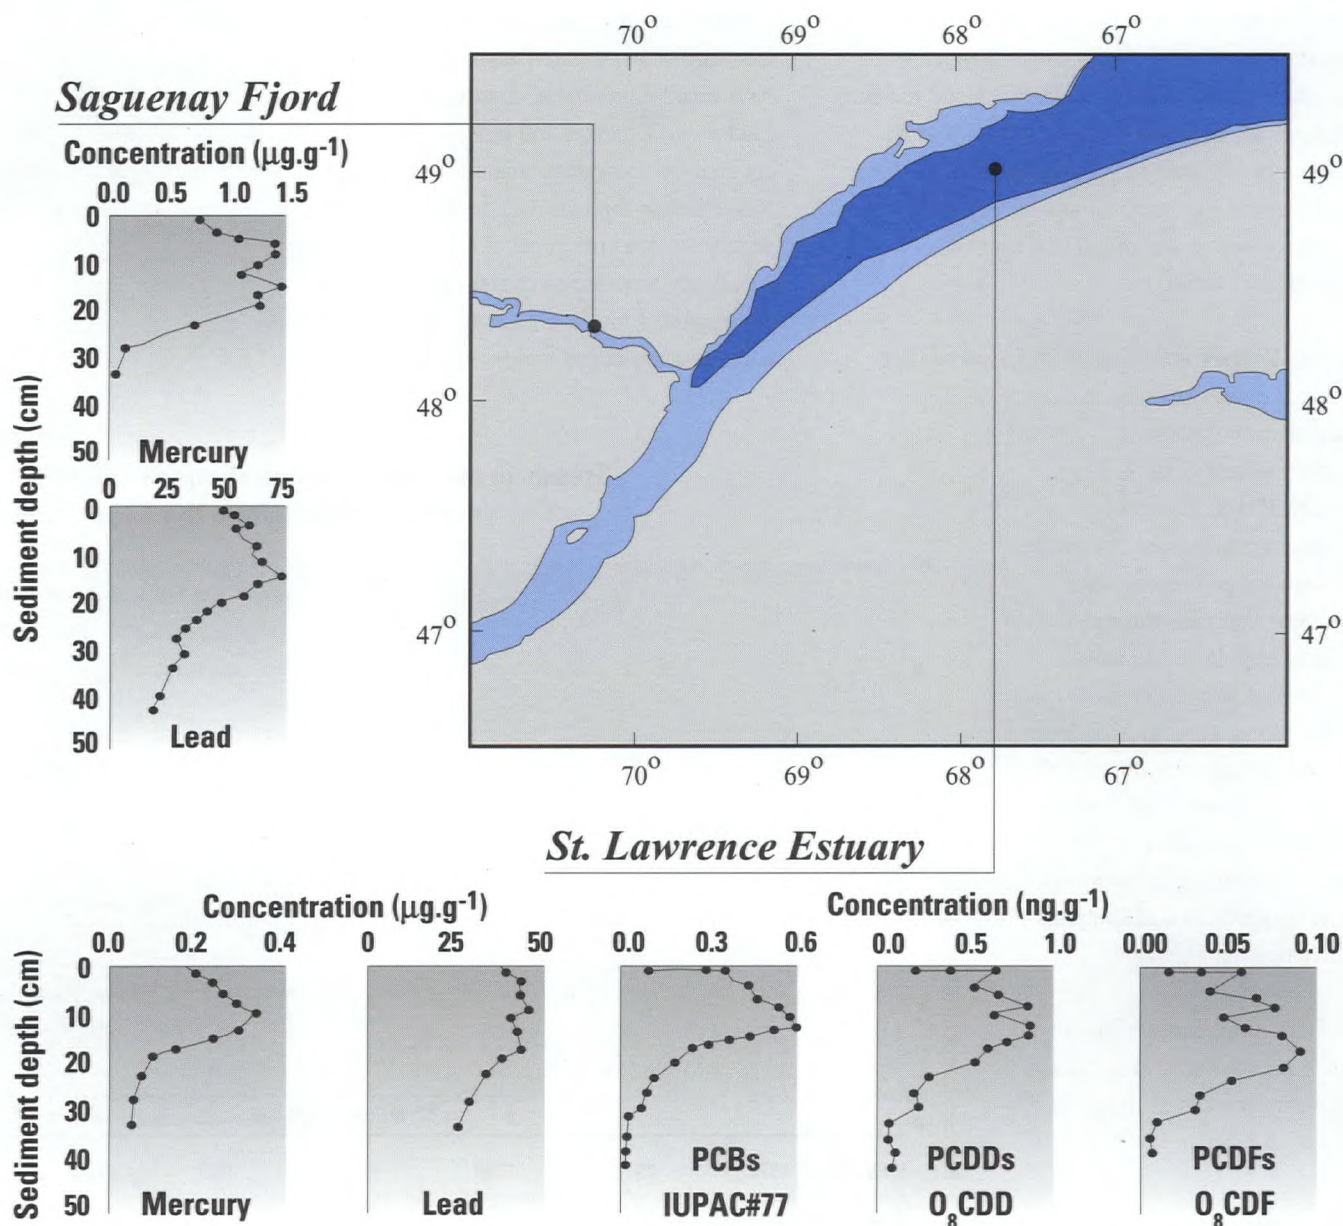 70° 69° 68° 67°
Saguenay Fjord
Concentration (μg.g⁻¹)
0.0 0.5 1.0 1.5
0
10
20
30
40
50
Mercury
49° 49°
48° 48°
47° 47°
0 25 50 75
0
10
20
30
40
50
Lead
Sediment depth (cm)
70° 69° 68° 67°
St. Lawrence Estuary
Concentration (μg.g⁻¹) Concentration (ng.g⁻¹)
0.0 0.2 0.4 0 25 50 0.0 0.3 0.6 0.0 0.5 1.0 0.00 0.05 0.10
0
10
20
30
40
50
Sediment depth (cm)
PCBs PCDDs PCDFs
Mercury Lead IUPAC#77 O₈CDD O₈CDF